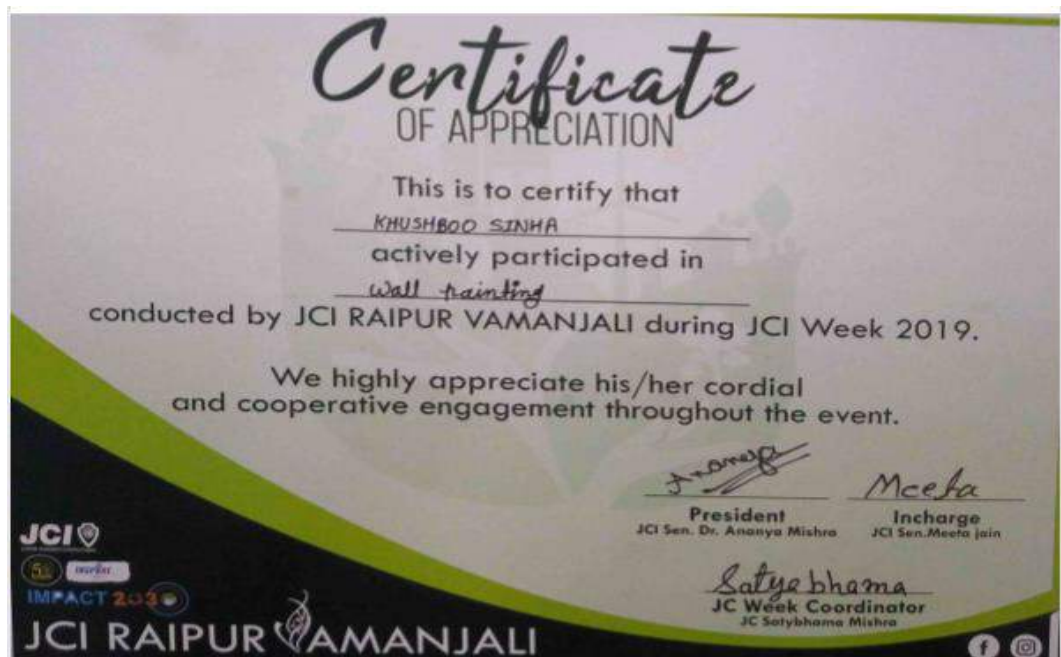 Certificate
OF APPRECIATION
This is to certify that
KHUSHBOO SINHA
actively participated in
Wall painting
conducted by JCI RAIPUR VAMANJALI during JCI Week 2019.
We highly appreciate his/her cordial
and cooperative engagement throughout the event.
Ananya
Meeta
President
Incharge
JCI Sen. Dr. Ananya Mishra
JCI Sen.Meeta jain
Satyabhama
JC Week Coordinator
JC Satybhama Mishra
JCI
IMPACT 2030
JCI RAIPUR VAMANJALI